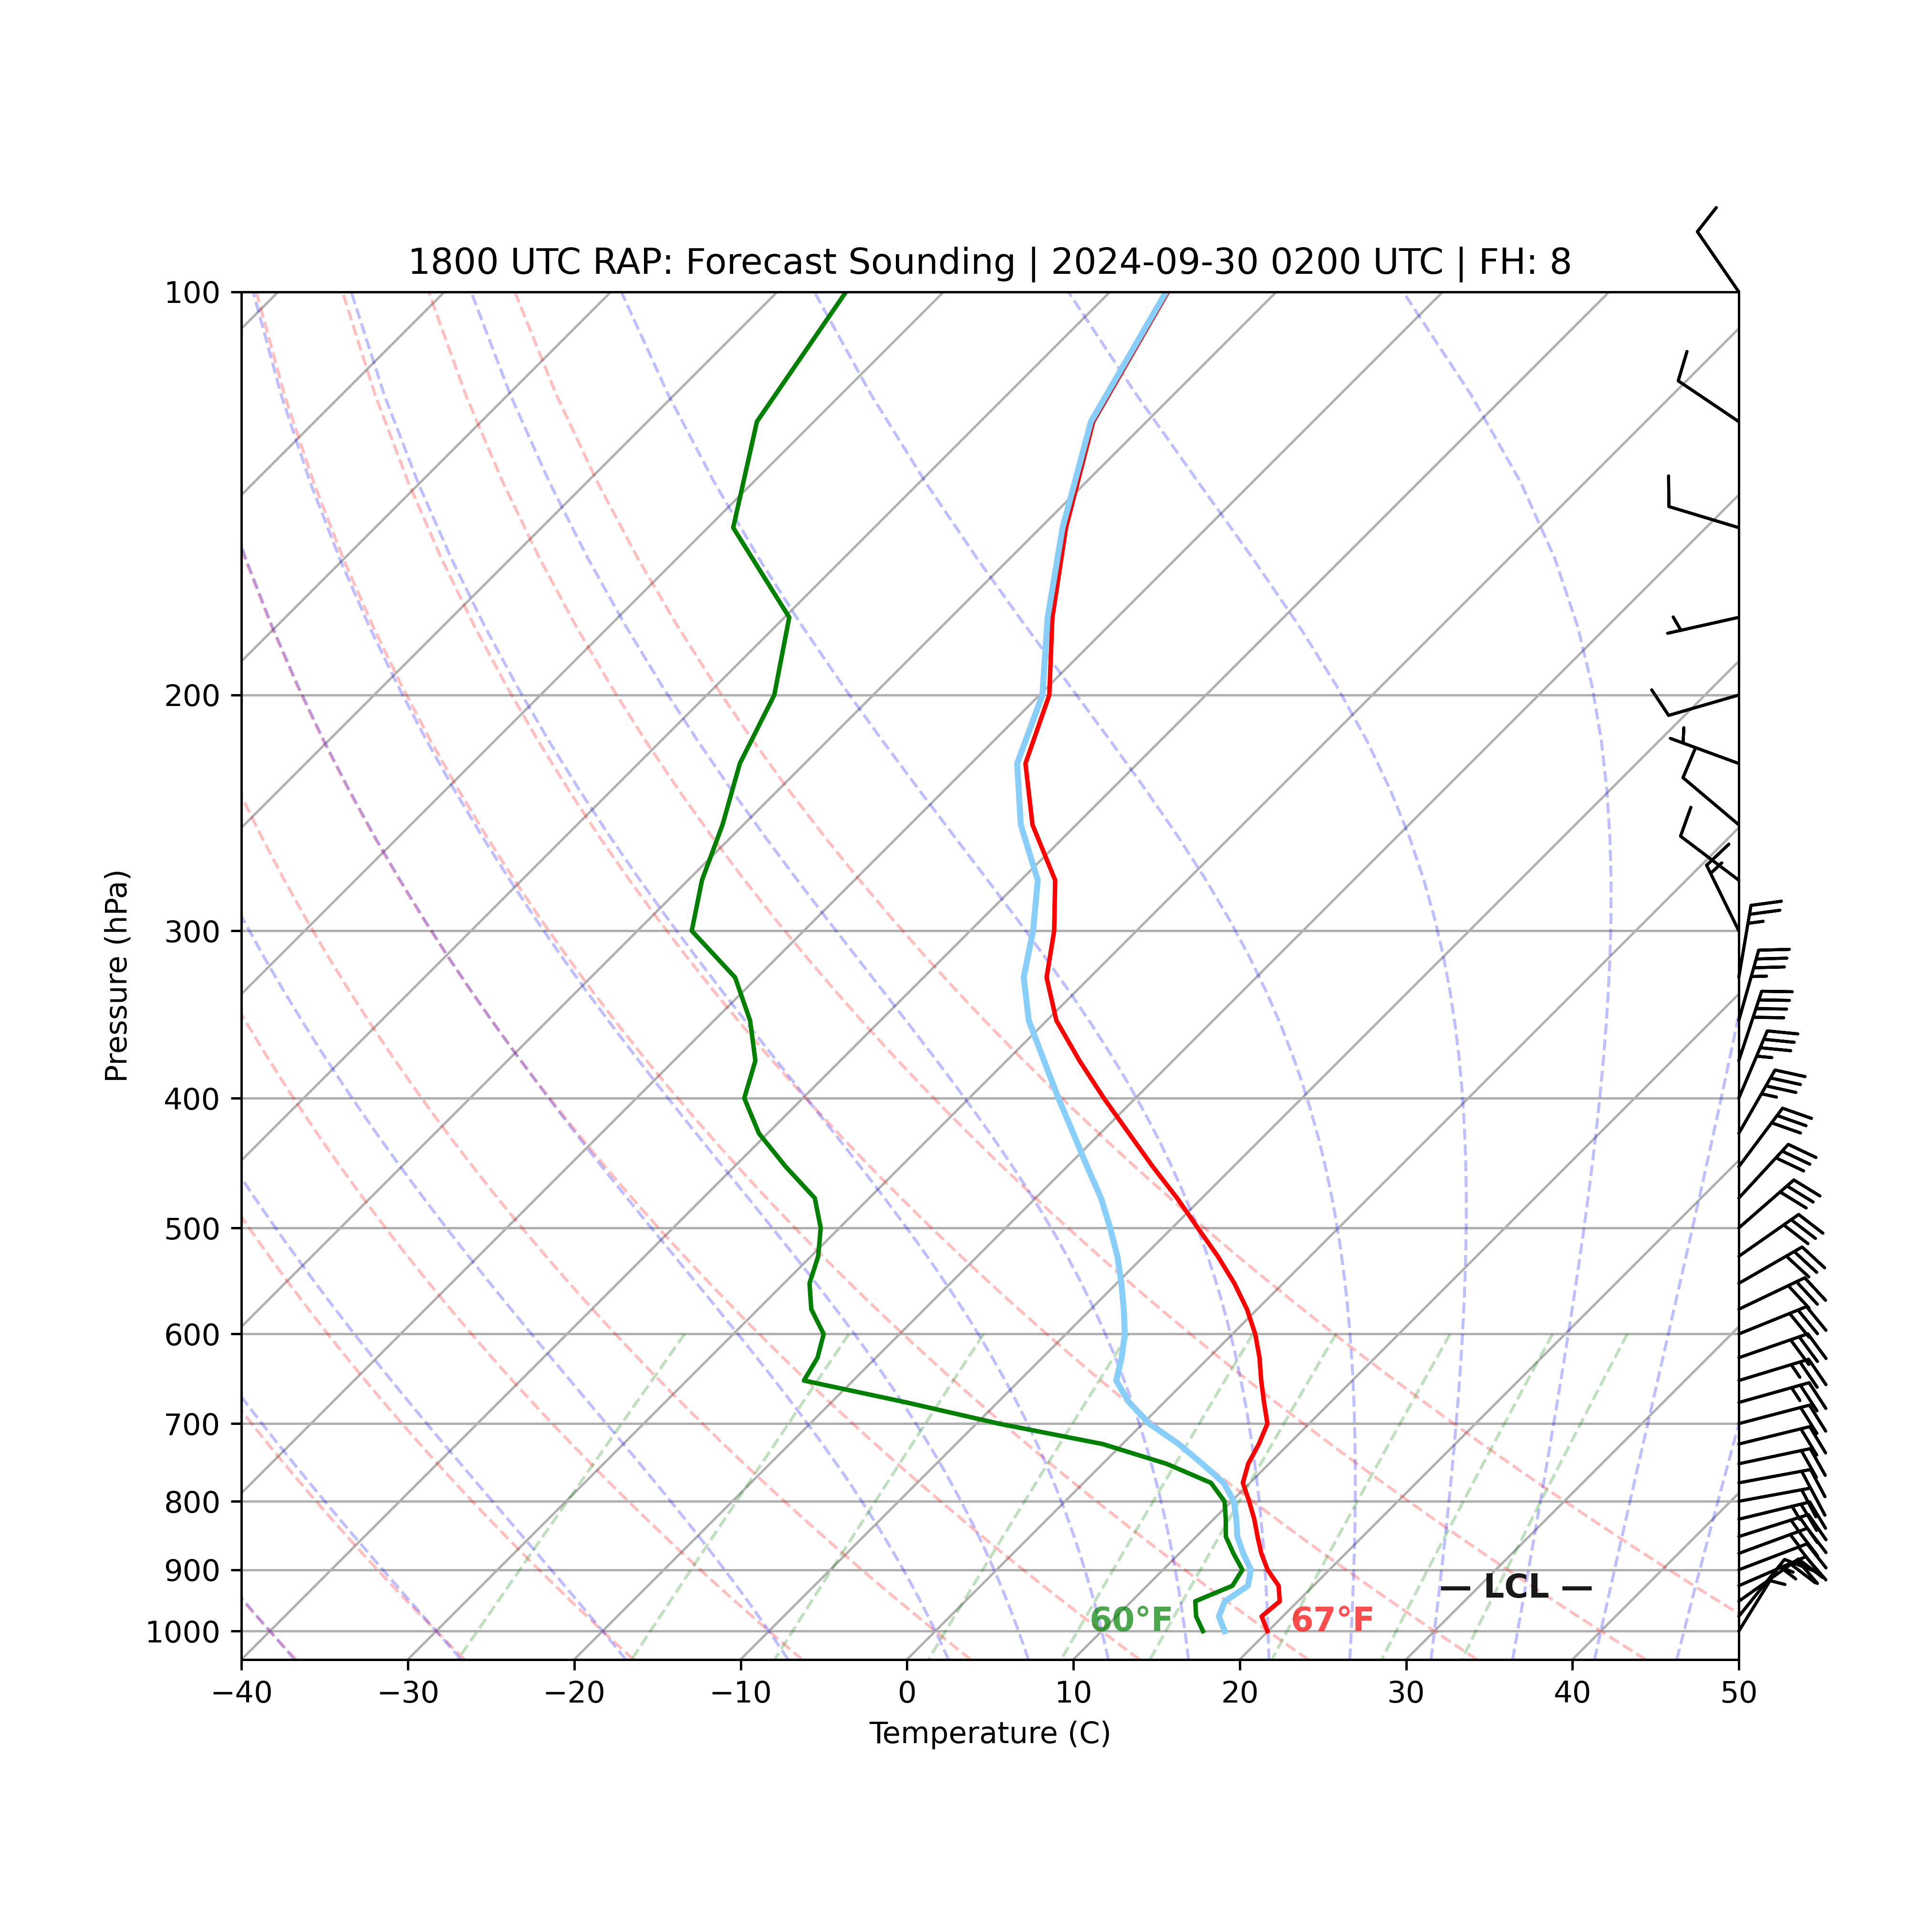 1800 UTC RAP: Forecast Sounding | 2024-09-30 0200 UTC | FH: 8
100
200
300
400
500
600
700
800
900
1000
Pressure (hPa)
— LCL —
60°F
67°F
−40 −30 −20 −10 0 10 20 30 40 50
Temperature (C)